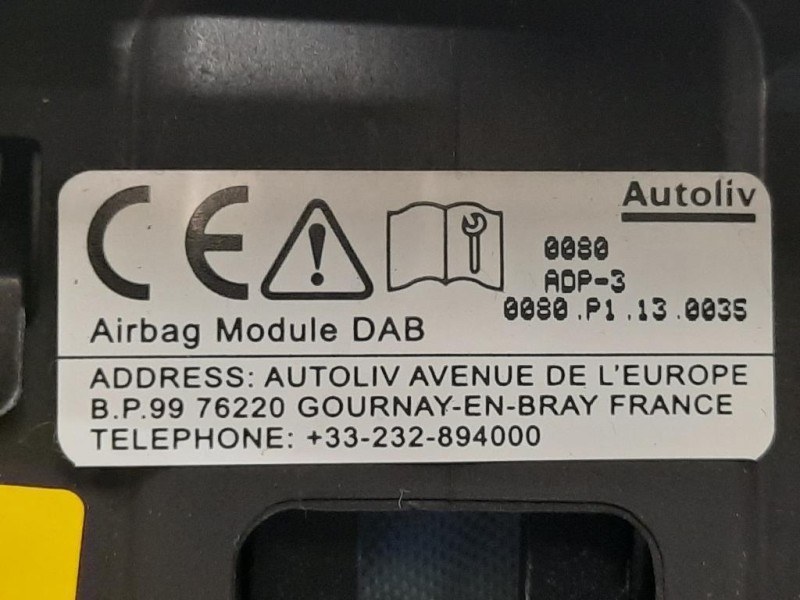 CE
Autoliv
0080
ADP-3
0080.P1.13.0035
Airbag Module DAB
ADDRESS: AUTOLIV AVENUE DE L'EUROPE
B.P.99 76220 GOURNAY-EN-BRAY FRANCE
TELEPHONE: +33-232-894000